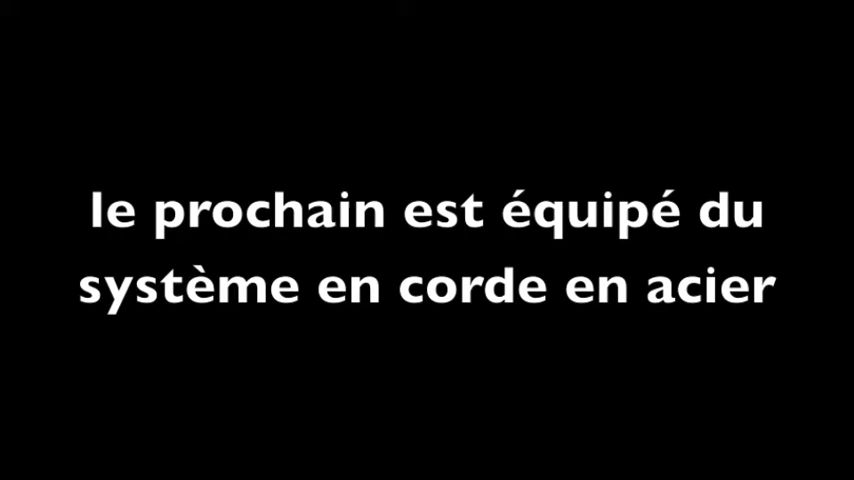 le prochain est équipé du
système en corde en acier